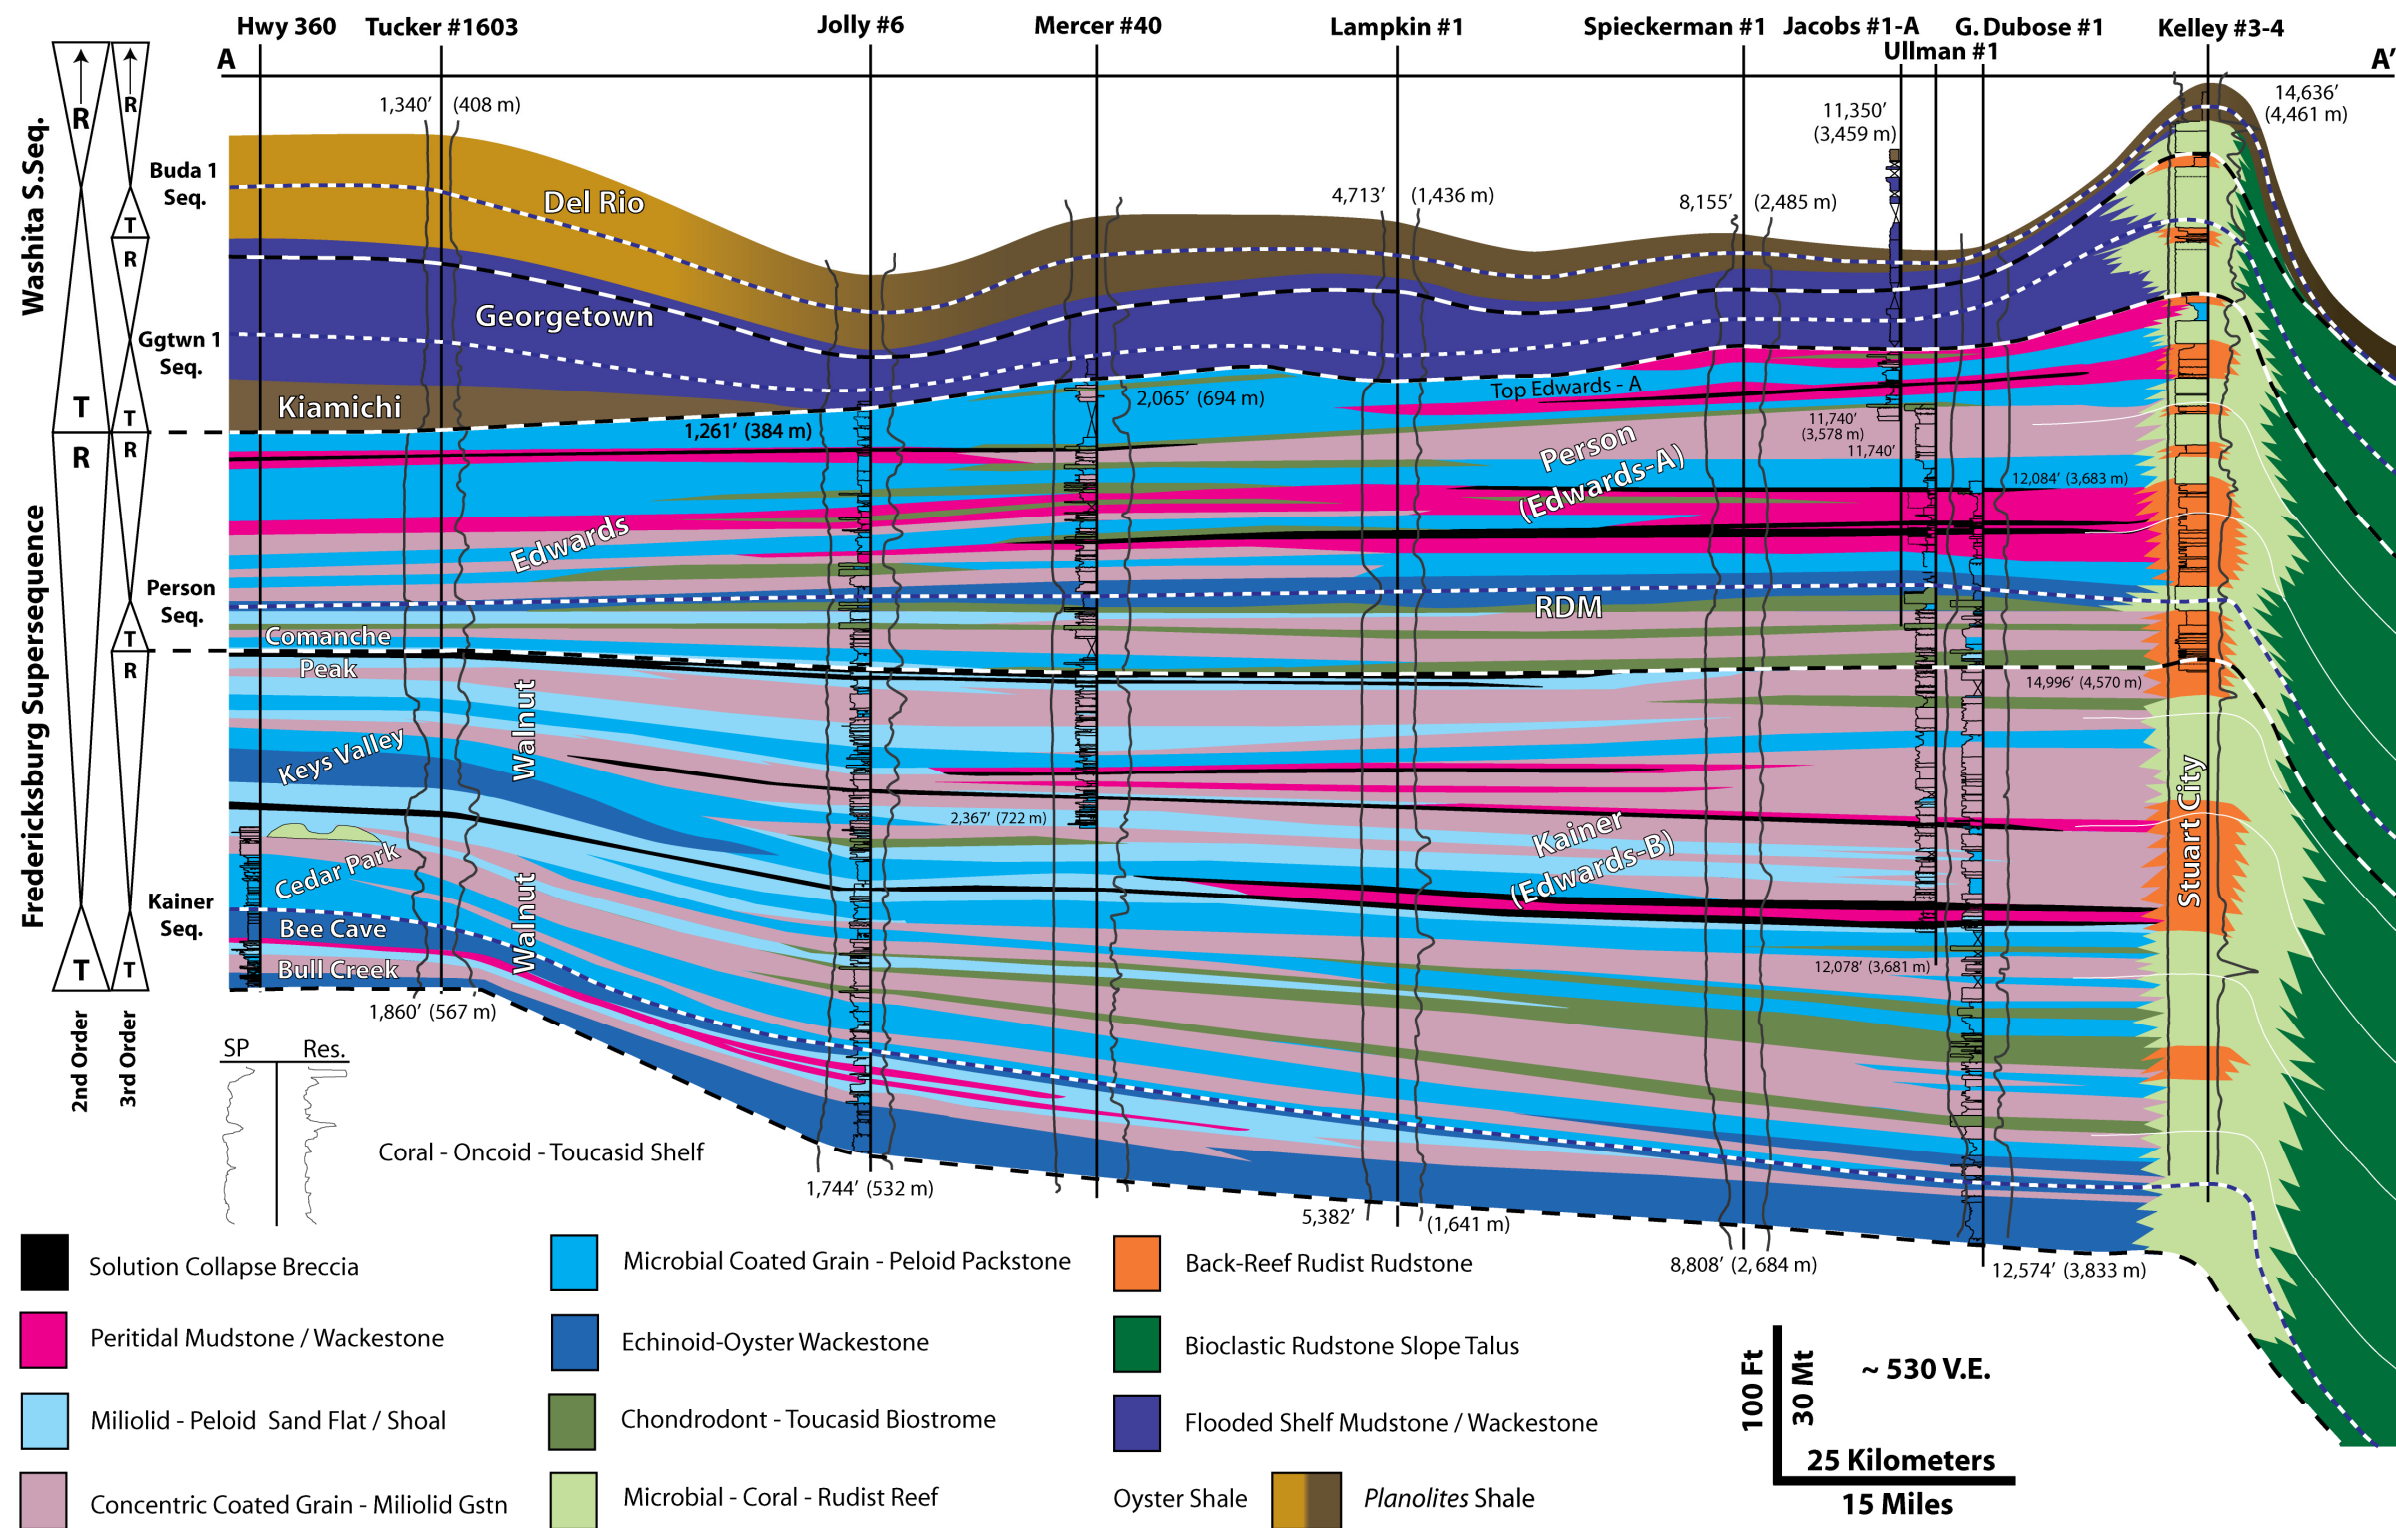 Hwy 360
Tucker #1603
Jolly #6
Mercer #40
Lampkin #1
Spieckerman #1
Jacobs #1-A
G. Dubose #1
Kelley #3-4
Ullman #1
A
A’
1,340’ (408 m)
11,350’
(3,459 m)
14,636’
(4,461 m)
Washita S.Seq.
R
R
Buda 1
Seq.
T
R
Del Rio
4,713’ (1,436 m)
8,155’ (2,485 m)
Georgetown
Ggtwn 1
Seq.
T
T
Kiamichi
Top Edwards - A
2,065’ (694 m)
1,261’ (384 m)
11,740’
(3,578 m)
11,740’
R
R
Person
(Edwards-A)
12,084’ (3,683 m)
Fredericksburg Supersequence
Edwards
Person
Seq.
RDM
T
Comanche
Peak
R
14,996’ (4,570 m)
Walnut
Keys Valley
2,367’ (722 m)
Kainer
(Edwards-B)
Stuart City
Cedar Park
Kainer
Seq.
Bee Cave
Walnut
Bull Creek
T
T
12,078’ (3,681 m)
1,860’ (567 m)
2nd Order
3rd Order
SP
Res.
Coral - Oncoid - Toucasid Shelf
1,744’ (532 m)
5,382’ (1,641 m)
8,808’ (2,684 m)
12,574’ (3,833 m)
Solution Collapse Breccia
Microbial Coated Grain - Peloid Packstone
Back-Reef Rudist Rudstone
Peritidal Mudstone / Wackestone
Echinoid-Oyster Wackestone
Bioclastic Rudstone Slope Talus
Miliolid - Peloid Sand Flat / Shoal
Chondrodont - Toucasid Biostrome
Flooded Shelf Mudstone / Wackestone
Concentric Coated Grain - Miliolid Gstn
Microbial - Coral - Rudist Reef
Oyster Shale
Planolites Shale
100 Ft
30 Mt
~ 530 V.E.
25 Kilometers
15 Miles